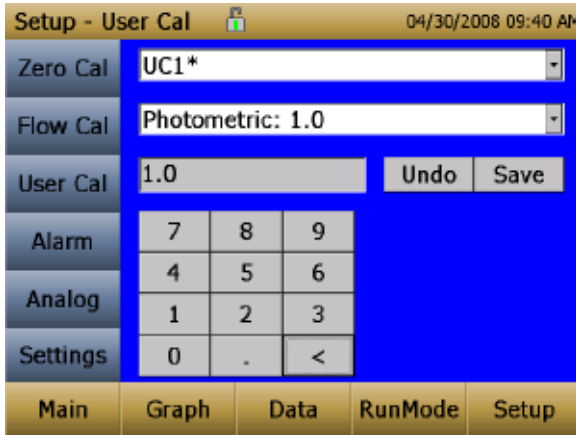 Setup - User Cal 04/30/2008 09:40 AM
Zero Cal UC1*
Flow Cal Photometric: 1.0
User Cal 1.0 Undo Save
Alarm 7 8 9
4 5 6
Analog 1 2 3
Settings 0 . <
Main Graph Data RunMode Setup